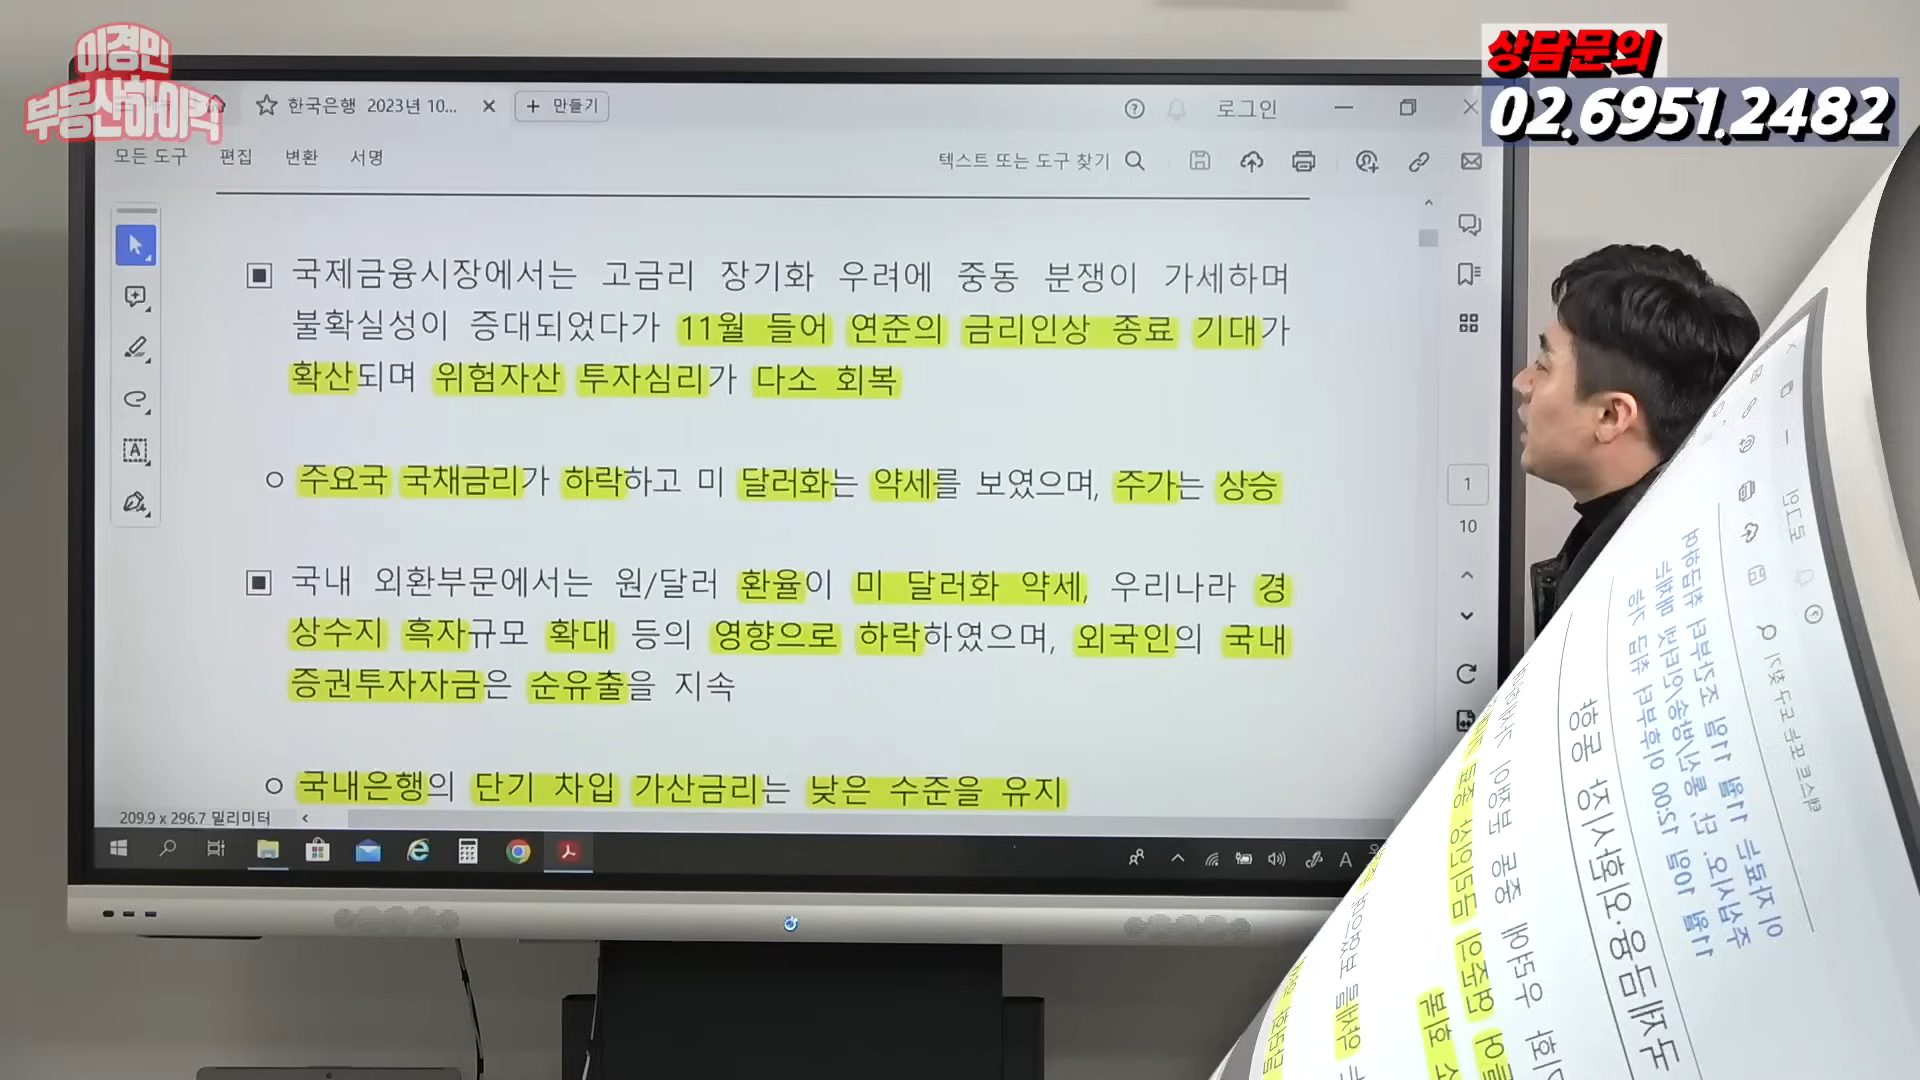 이경민
부동산하이킥
상담문의
02.6951.2482
한국은행 2023년 10...
만들기
로그인
모든 도구 편집 변환 서명
텍스트 또는 도구 찾기
▣ 국제금융시장에서는 고금리 장기화 우려에 중동 분쟁이 가세하며
불확실성이 증대되었다가 11월 들어 연준의 금리인상 종료 기대가
확산되며 위험자산 투자심리가 다소 회복
○ 주요국 국채금리가 하락하고 미 달러화는 약세를 보였으며, 주가는 상승
▣ 국내 외환부문에서는 원/달러 환율이 미 달러화 약세, 우리나라 경
상수지 흑자규모 확대 등의 영향으로 하락하였으며, 외국인의 국내
증권투자자금은 순유출을 지속
○ 국내은행의 단기 차입 가산금리는 낮은 수준을 유지
1
10
209.9 x 296.7 밀리미터
A